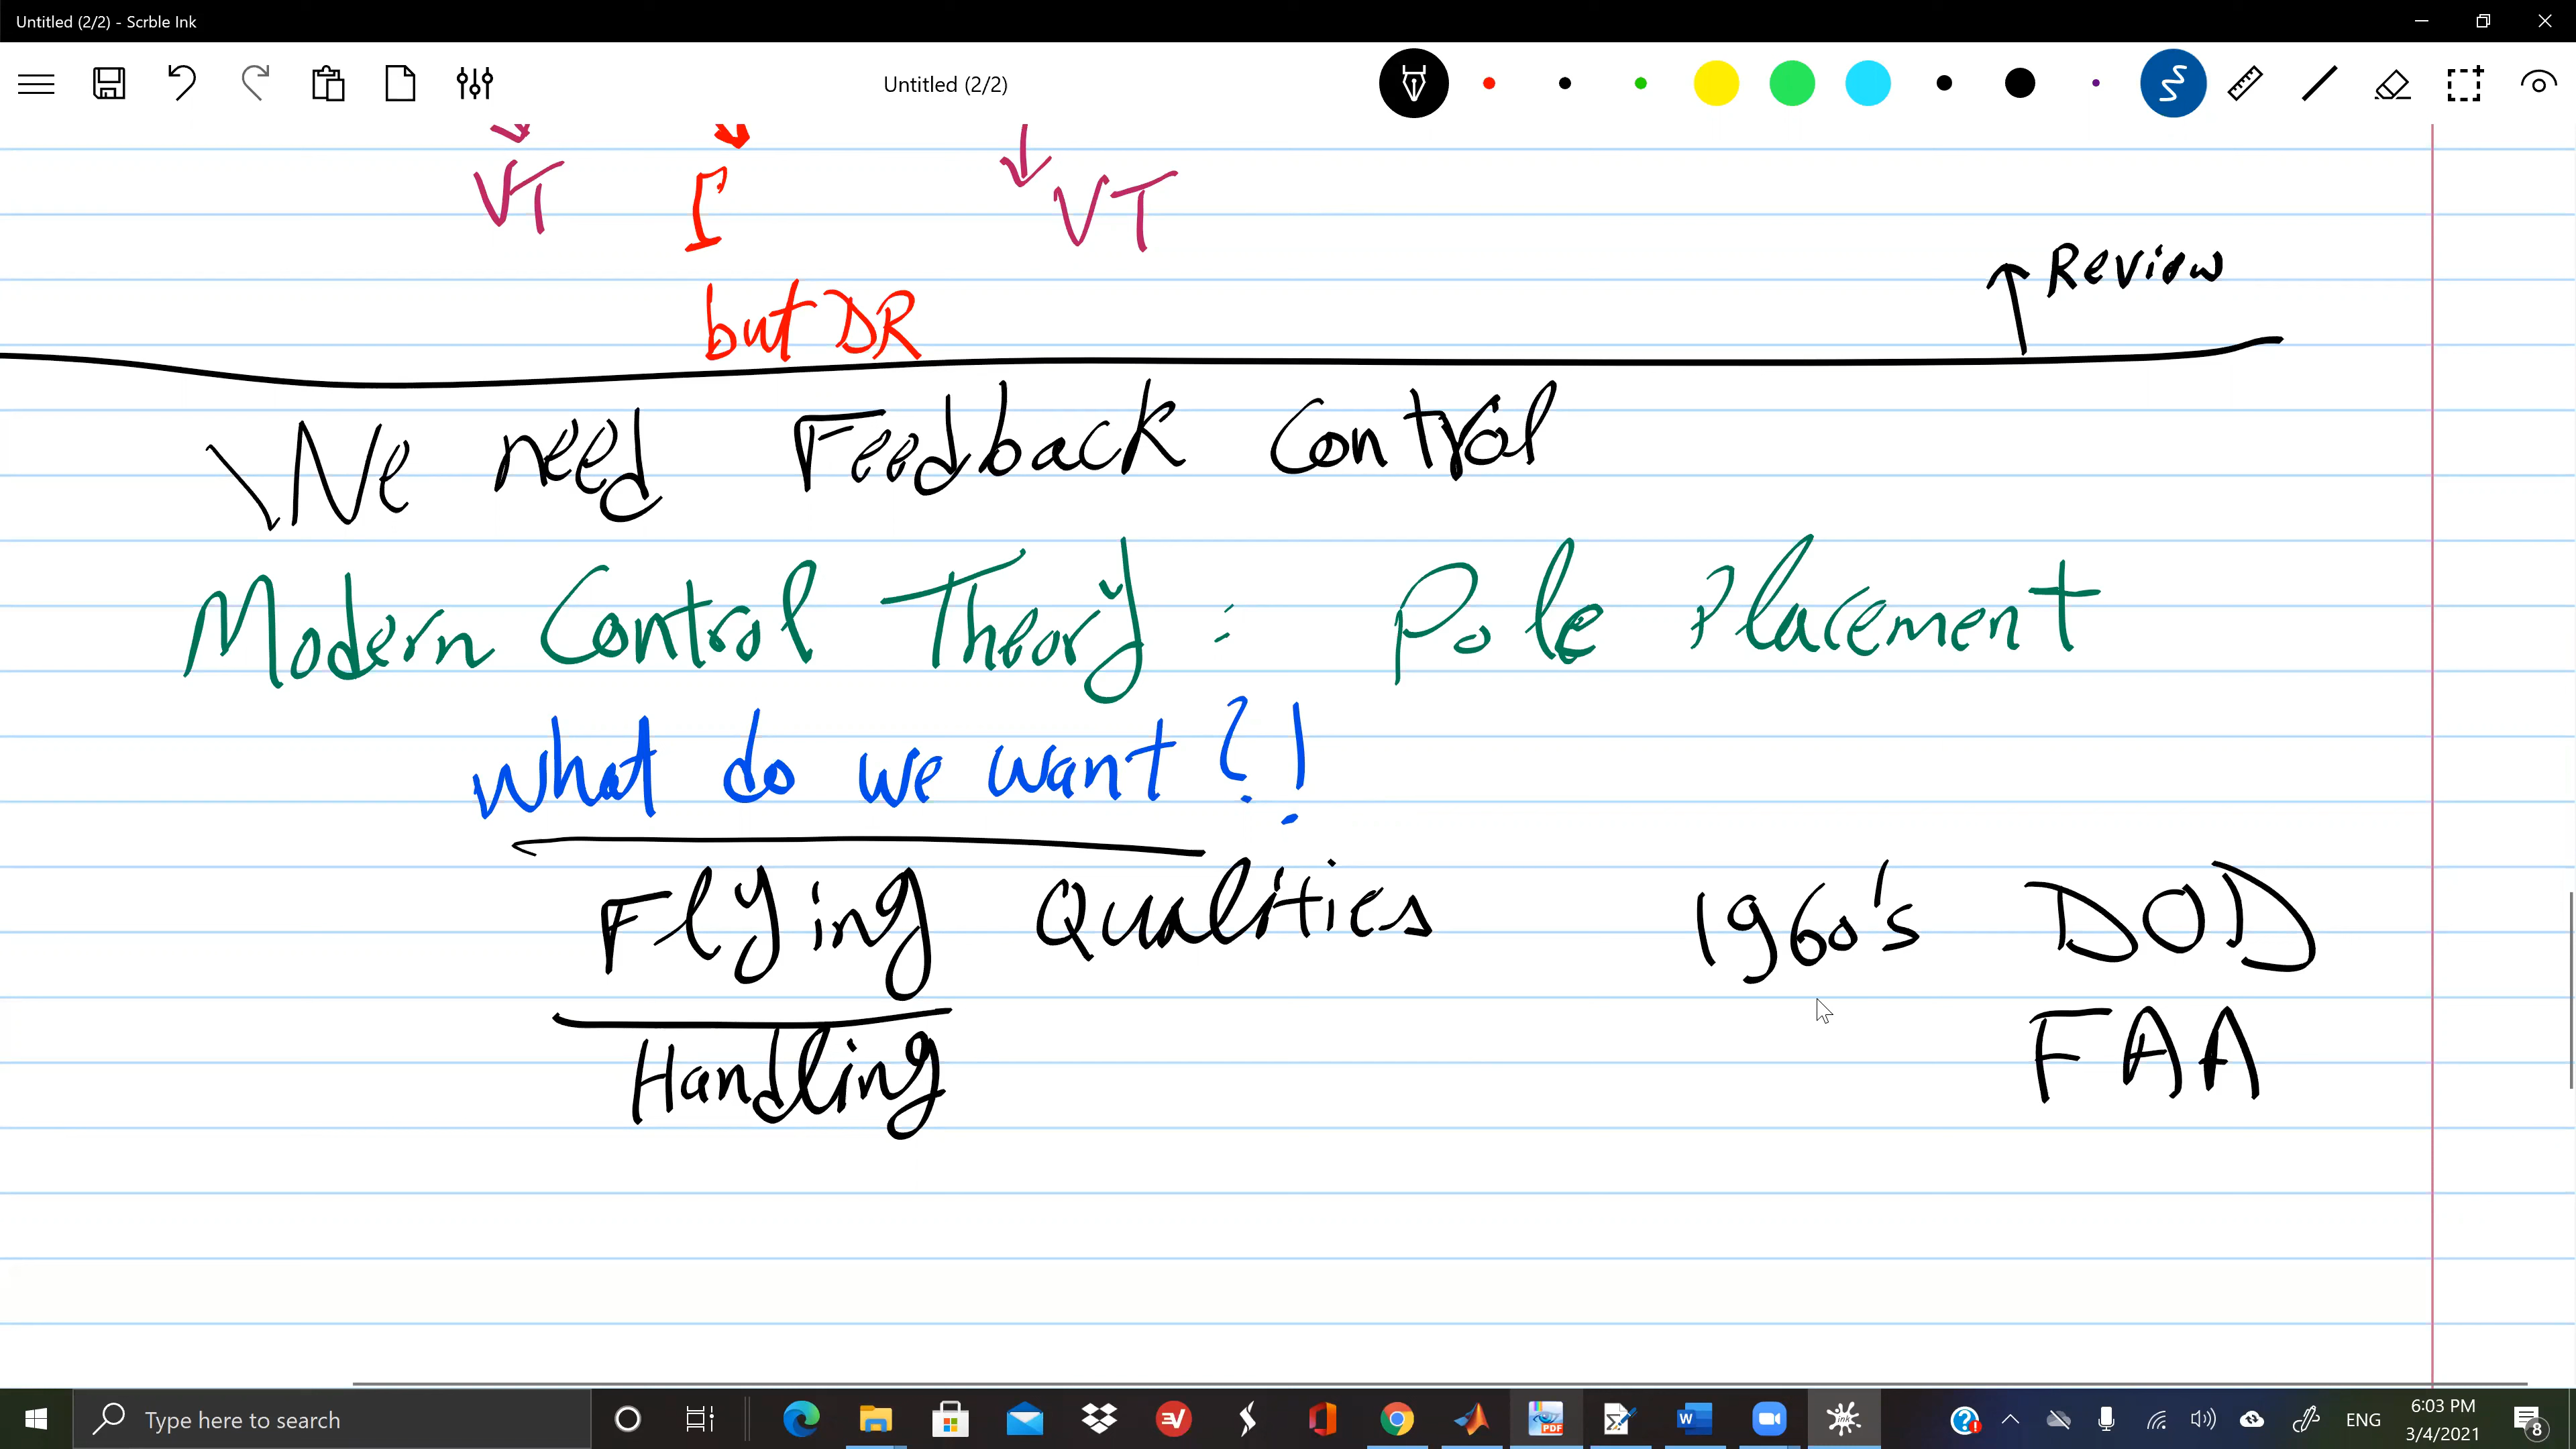 Untitled (2/2) - Scrble Ink
Untitled (2/2)
VT I VT
but DR
Review
We need Feedback Control
Modern Control Theory : Pole Placement
what do we want ?!
Flying Qualities 1960's DOD
Handling FAA
Type here to search
ENG
6:03 PM
3/4/2021
8